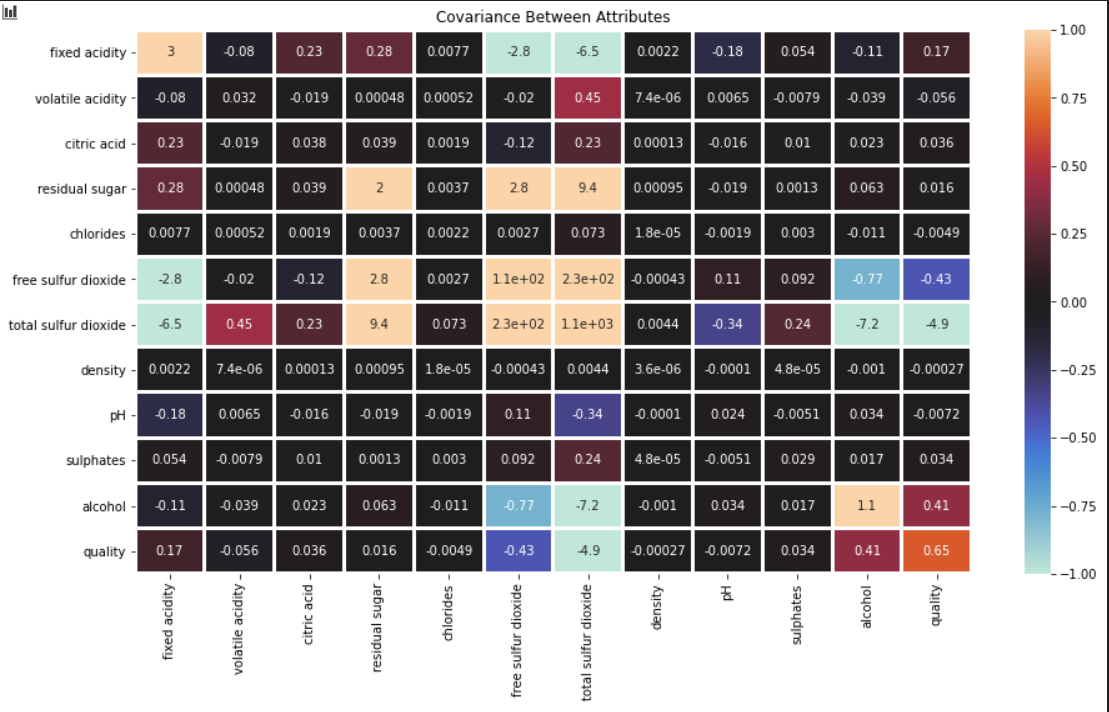 Covariance Between Attributes
fixed acidity 3 -0.08 0.23 0.28 0.0077 -2.8 -6.5 0.0022 -0.18 0.054 -0.11 0.17
volatile acidity -0.08 0.032 -0.019 0.00048 0.00052 -0.02 0.45 7.4e-06 0.0065 -0.0079 -0.039 -0.056
citric acid 0.23 -0.019 0.038 0.039 0.0019 -0.12 0.23 0.00013 -0.016 0.01 0.023 0.036
residual sugar 0.28 0.00048 0.039 2 0.0037 2.8 9.4 0.00095 -0.019 0.0013 0.063 0.016
chlorides 0.0077 0.00052 0.0019 0.0037 0.0022 0.0027 0.073 1.8e-05 -0.0019 0.003 -0.011 -0.0049
free sulfur dioxide -2.8 -0.02 -0.12 2.8 0.0027 1.1e+02 2.3e+02 -0.00043 0.11 0.092 -0.77 -0.43
total sulfur dioxide -6.5 0.45 0.23 9.4 0.073 2.3e+02 1.1e+03 0.0044 -0.34 0.24 -7.2 -4.9
density 0.0022 7.4e-06 0.00013 0.00095 1.8e-05 -0.00043 0.0044 3.6e-06 -0.0001 4.8e-05 -0.001 -0.00027
pH -0.18 0.0065 -0.016 -0.019 -0.0019 0.11 -0.34 -0.0001 0.024 -0.0051 0.034 -0.0072
sulphates 0.054 -0.0079 0.01 0.0013 0.003 0.092 0.24 4.8e-05 -0.0051 0.029 0.017 0.034
alcohol -0.11 -0.039 0.023 0.063 -0.011 -0.77 -7.2 -0.001 0.034 0.017 1.1 0.41
quality 0.17 -0.056 0.036 0.016 -0.0049 -0.43 -4.9 -0.00027 -0.0072 0.034 0.41 0.65
fixed acidity
volatile acidity
citric acid
residual sugar
chlorides
free sulfur dioxide
total sulfur dioxide
density
pH
sulphates
alcohol
quality
1.00
0.75
0.50
0.25
0.00
−0.25
−0.50
−0.75
−1.00